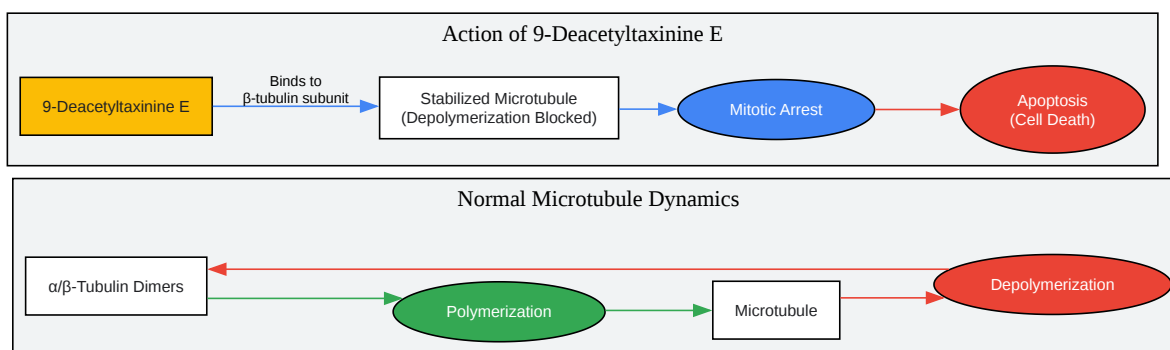 Action of 9-Deacetyltaxinine E
9-Deacetyltaxinine E
Binds to
β-tubulin subunit
Stabilized Microtubule
(Depolymerization Blocked)
Mitotic Arrest
Apoptosis
(Cell Death)
Normal Microtubule Dynamics
α/β-Tubulin Dimers
Polymerization
Microtubule
Depolymerization